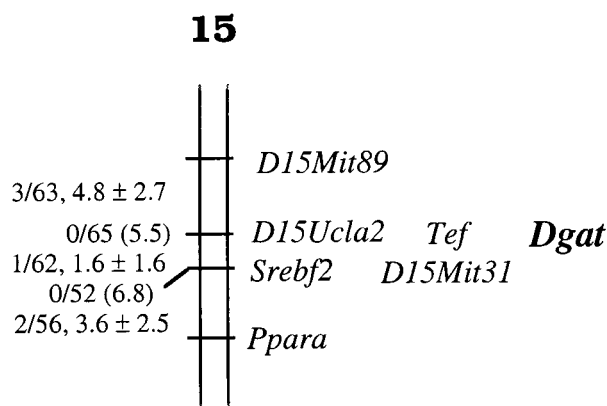 15
D15Mit89
3/63, 4.8 ± 2.7
0/65 (5.5) D15Ucla2 Tef Dgat
1/62, 1.6 ± 1.6 Srebf2 D15Mit31
0/52 (6.8)
2/56, 3.6 ± 2.5
Ppara